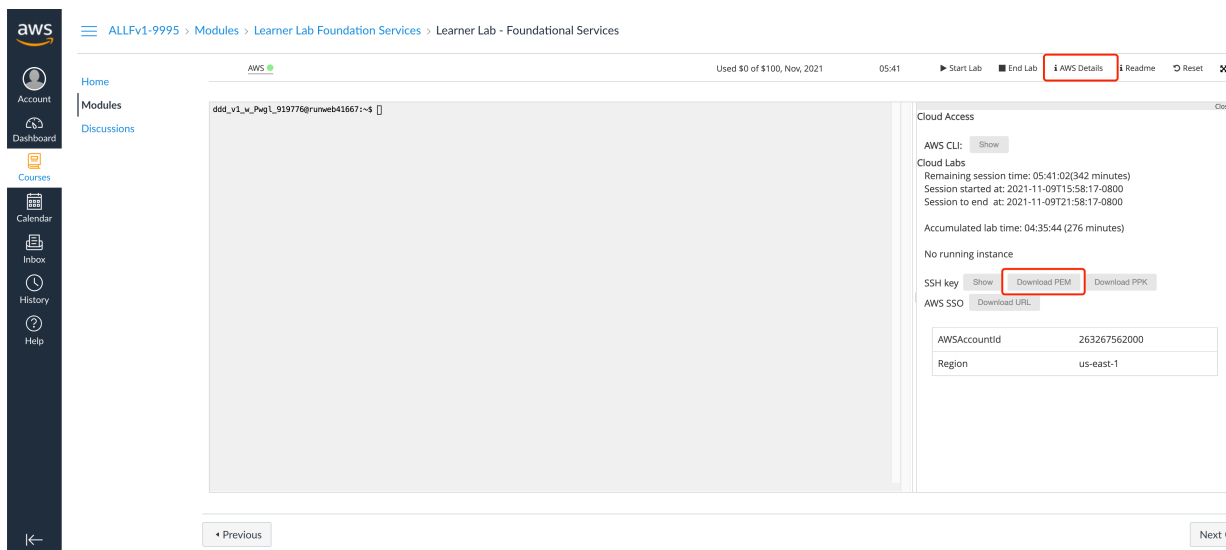 aws
ALLFv1-9995 > Modules > Learner Lab Foundation Services > Learner Lab - Foundational Services
Account
Dashboard
Courses
Calendar
Inbox
History
Help
Home
Modules
Discussions
AWS
Used $0 of $100, Nov, 2021
05:41
Start Lab
End Lab
i AWS Details
i Readme
Reset
ddd_v1_w_Pwgl_919776@runweb41667:~$
Clos
Cloud Access
AWS CLI: Show
Cloud Labs
Remaining session time: 05:41:02(342 minutes)
Session started at: 2021-11-09T15:58:17-0800
Session to end at: 2021-11-09T21:58:17-0800
Accumulated lab time: 04:35:44 (276 minutes)
No running instance
SSH key Show Download PEM Download PPK
AWS SSO Download URL
AWSAccountId 263267562000
Region us-east-1
Previous
Next